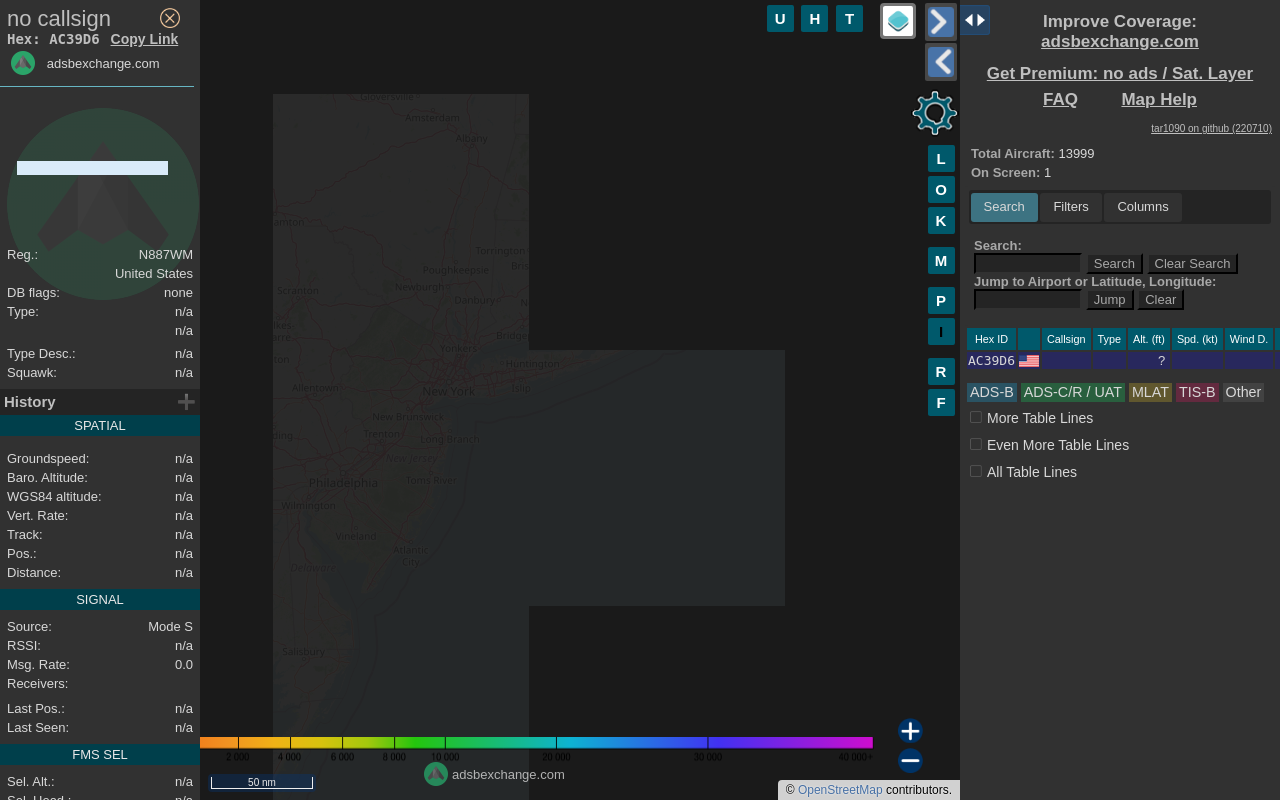 no callsign
Hex: AC39D6 Copy Link
adsbexchange.com
Reg.: N887WM
United States
DB flags: none
Type: n/a
n/a
Type Desc.: n/a
Squawk: n/a
History
SPATIAL
Groundspeed: n/a
Baro. Altitude: n/a
WGS84 altitude: n/a
Vert. Rate: n/a
Track: n/a
Pos.: n/a
Distance: n/a
SIGNAL
Source: Mode S
RSSI: n/a
Msg. Rate: 0.0
Receivers:
Last Pos.: n/a
Last Seen: n/a
FMS SEL
Sel. Alt.: n/a
Sel. Head.: n/a
U H T
L
O
K
M
P
I
R
F
Gloversville
Amsterdam
Albany
Torrington
Poughkeepsie
Newburgh
Scranton
Danbury
Yonkers
Huntington
Allentown
New York
Islip
New Brunswick
Trenton
Long Branch
New Jersey
Toms River
Philadelphia
Wilmington
Vineland
Atlantic
City
Delaware
Salisbury
2 000 4 000 6 000 8 000 10 000 20 000 30 000 40 000+
50 nm
adsbexchange.com
© OpenStreetMap contributors.
Improve Coverage:
adsbexchange.com
Get Premium: no ads / Sat. Layer
FAQ Map Help
tar1090 on github (220710)
Total Aircraft: 13999
On Screen: 1
Search Filters Columns
Search:
Search Clear Search
Jump to Airport or Latitude, Longitude:
Jump Clear
Hex ID Callsign Type Alt. (ft) Spd. (kt) Wind D.
AC39D6 ?
ADS-B ADS-C/R / UAT MLAT TIS-B Other
More Table Lines
Even More Table Lines
All Table Lines